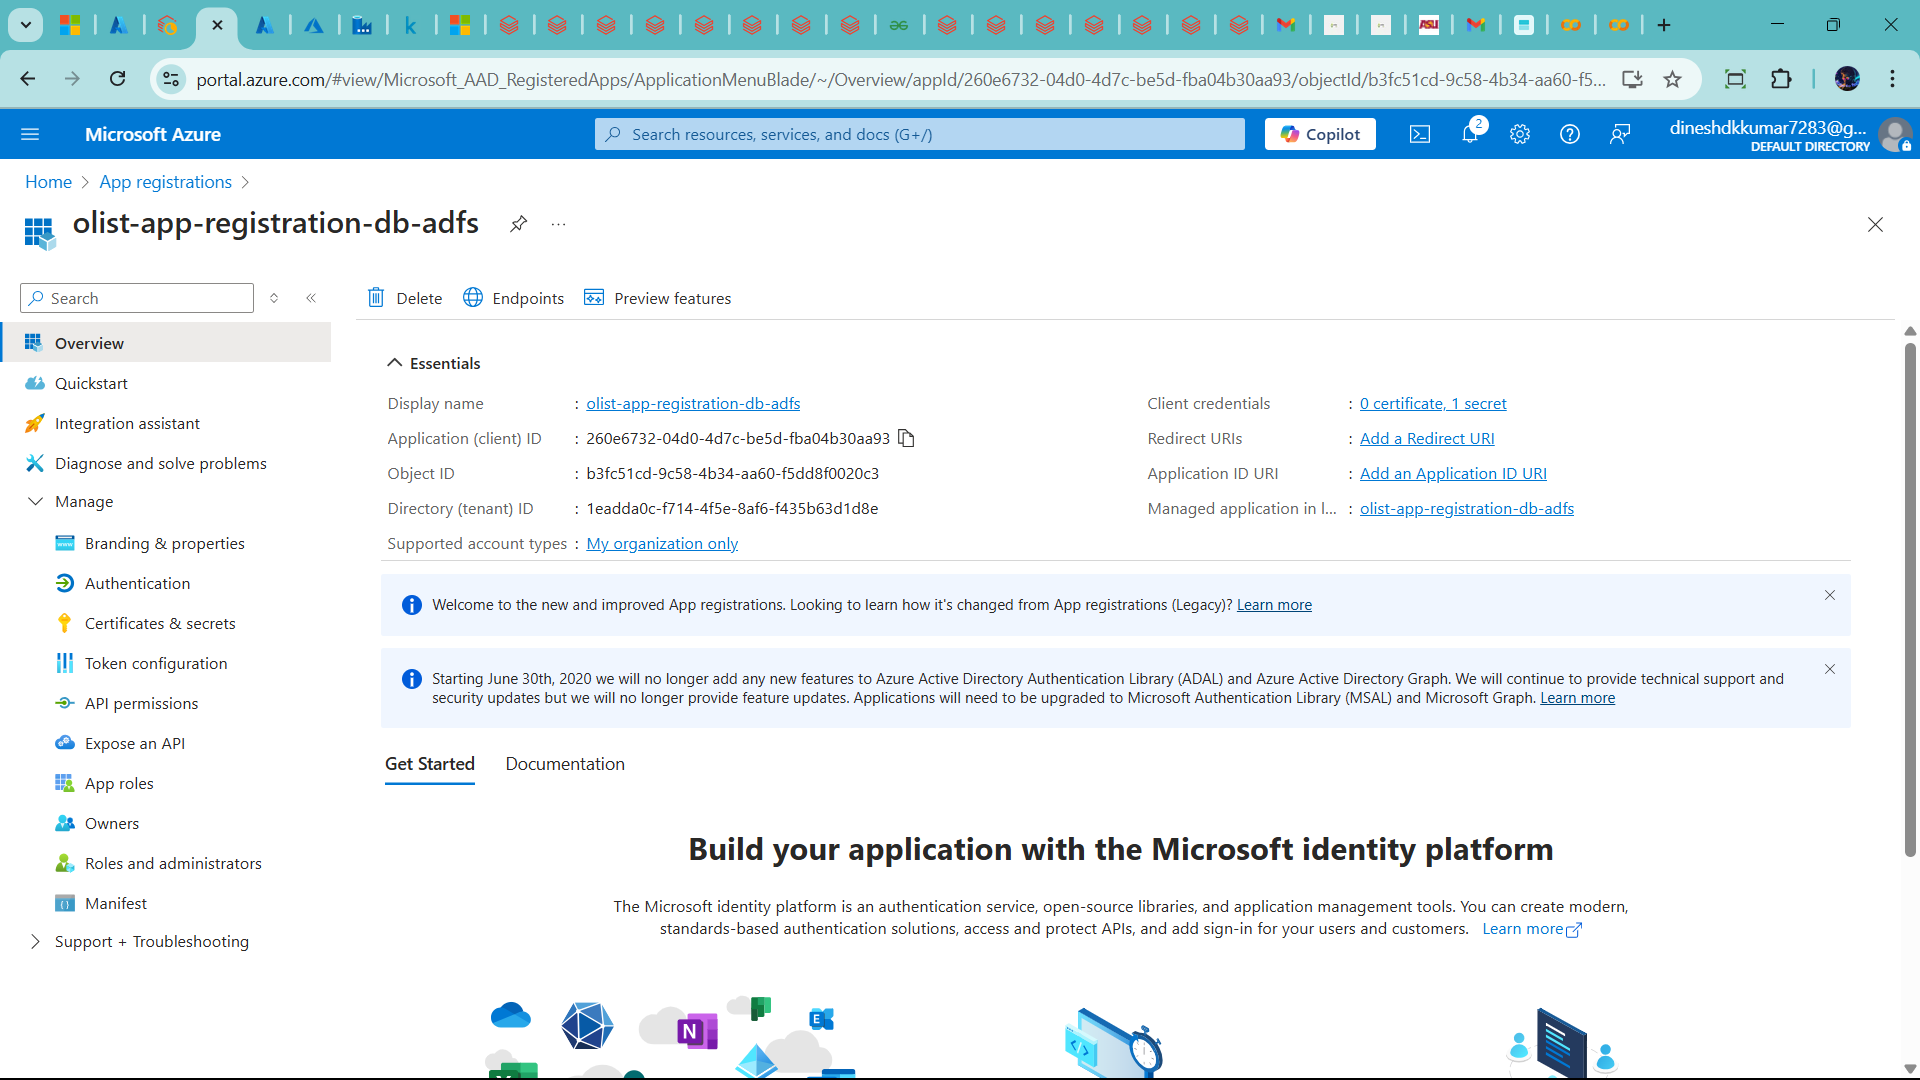 portal.azure.com/#view/Microsoft_AAD_RegisteredApps/ApplicationMenuBlade/~/Overview/appId/260e6732-04d0-4d7c-be5d-fba04b30aa93/objectId/b3fc51cd-9c58-4b34-aa60-f5...
Microsoft Azure
Search resources, services, and docs (G+/)
Copilot
2
dineshdkkumar7283@g...
DEFAULT DIRECTORY
Home > App registrations >
olist-app-registration-db-adfs
Search
Delete
Endpoints
Preview features
Overview
Quickstart
Integration assistant
Diagnose and solve problems
Manage
Branding & properties
Authentication
Certificates & secrets
Token configuration
API permissions
Expose an API
App roles
Owners
Roles and administrators
Manifest
Support + Troubleshooting
Essentials
Display name : olist-app-registration-db-adfs
Application (client) ID : 260e6732-04d0-4d7c-be5d-fba04b30aa93
Object ID : b3fc51cd-9c58-4b34-aa60-f5dd8f0020c3
Directory (tenant) ID : 1eadda0c-f714-4f5e-8af6-f435b63d1d8e
Supported account types : My organization only
Client credentials : 0 certificate, 1 secret
Redirect URIs : Add a Redirect URI
Application ID URI : Add an Application ID URI
Managed application in l... : olist-app-registration-db-adfs
Welcome to the new and improved App registrations. Looking to learn how it's changed from App registrations (Legacy)? Learn more
Starting June 30th, 2020 we will no longer add any new features to Azure Active Directory Authentication Library (ADAL) and Azure Active Directory Graph. We will continue to provide technical support and
security updates but we will no longer provide feature updates. Applications will need to be upgraded to Microsoft Authentication Library (MSAL) and Microsoft Graph. Learn more
Get Started
Documentation
Build your application with the Microsoft identity platform
The Microsoft identity platform is an authentication service, open-source libraries, and application management tools. You can create modern,
standards-based authentication solutions, access and protect APIs, and add sign-in for your users and customers. Learn more
N
E